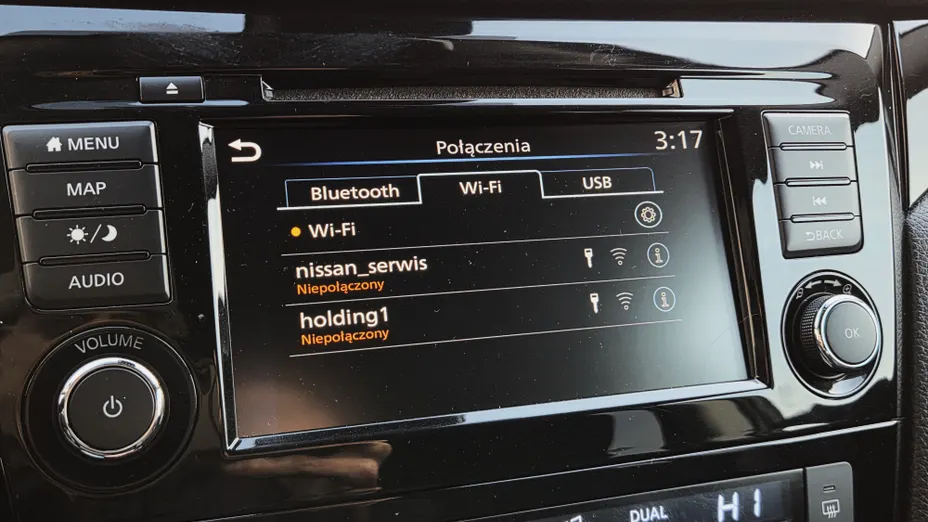 MENU
MAP
AUDIO
VOLUME
Połączenia
3:17
Bluetooth
Wi-Fi
USB
Wi-Fi
nissan_serwis
Niepołączony
holding1
Niepołączony
CAMERA
BACK
OK
DUAL
HI